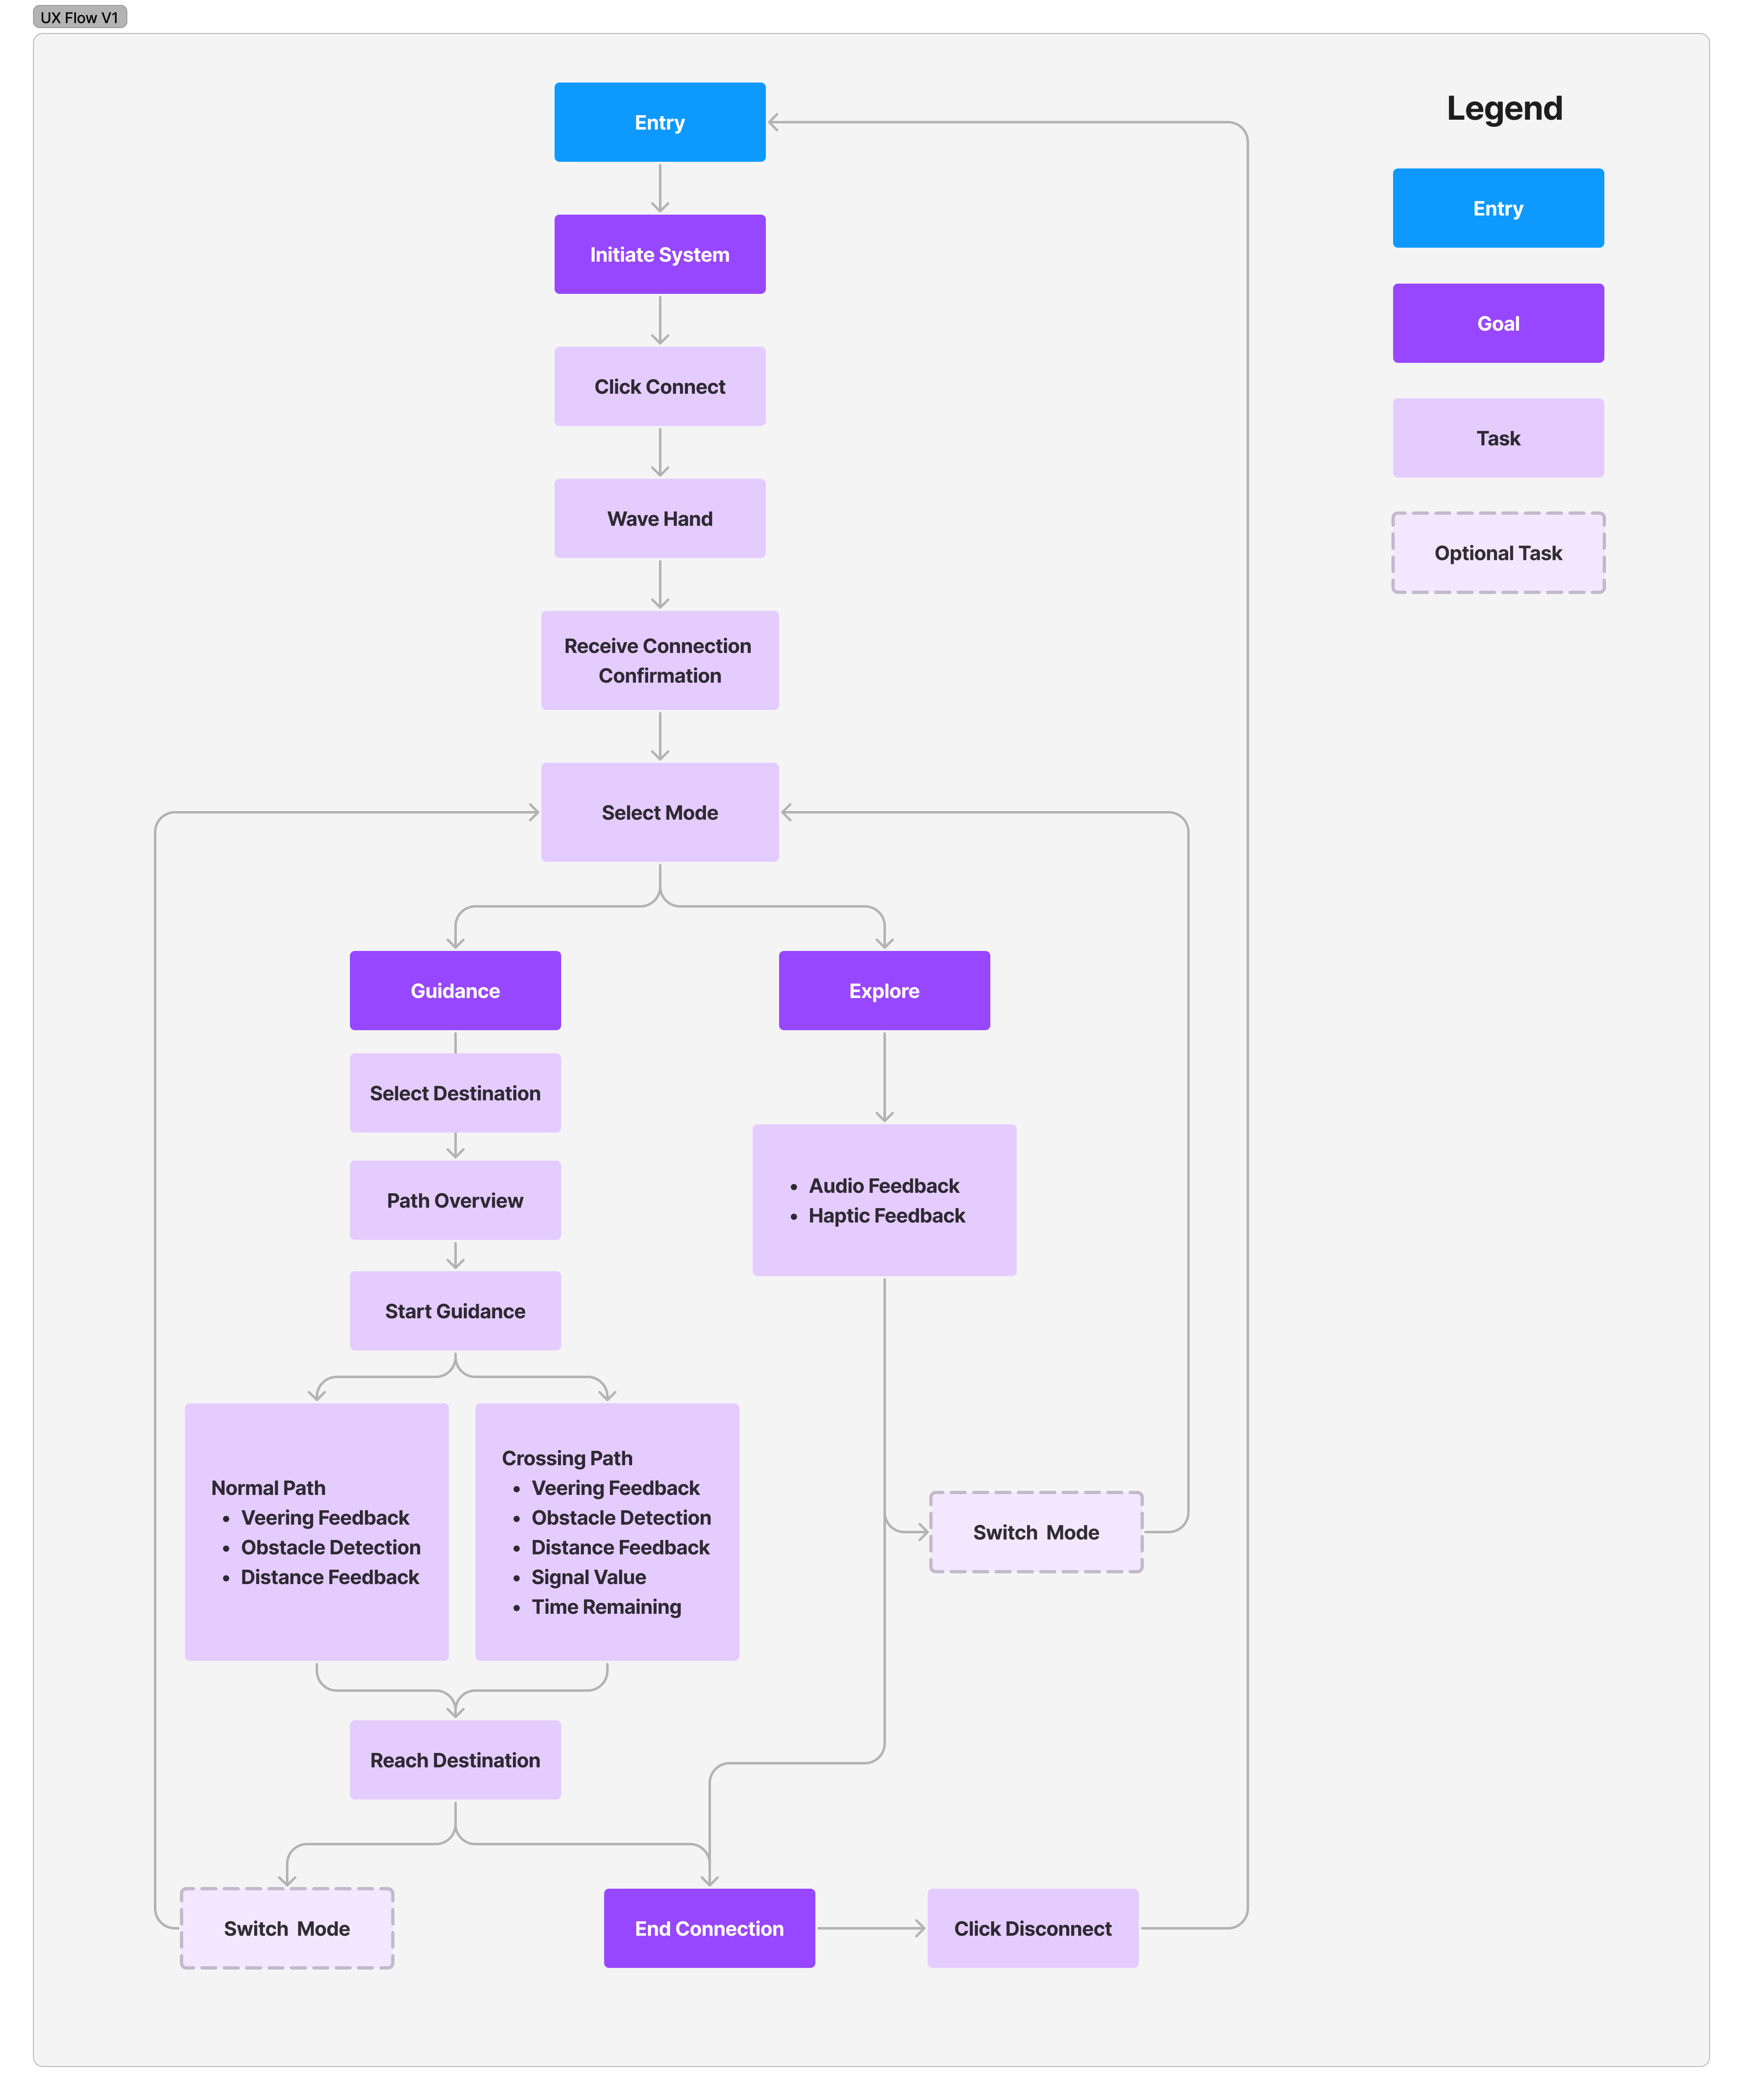 UX Flow V1
Legend
Entry
Entry
Initiate System
Goal
Click Connect
Task
Wave Hand
Optional Task
Receive Connection
Confirmation
Select Mode
Guidance
Explore
Select Destination
Path Overview
• Audio Feedback
• Haptic Feedback
Start Guidance
Normal Path
• Veering Feedback
• Obstacle Detection
• Distance Feedback
Crossing Path
• Veering Feedback
• Obstacle Detection
• Distance Feedback
• Signal Value
• Time Remaining
Switch Mode
Reach Destination
Switch Mode
End Connection
Click Disconnect